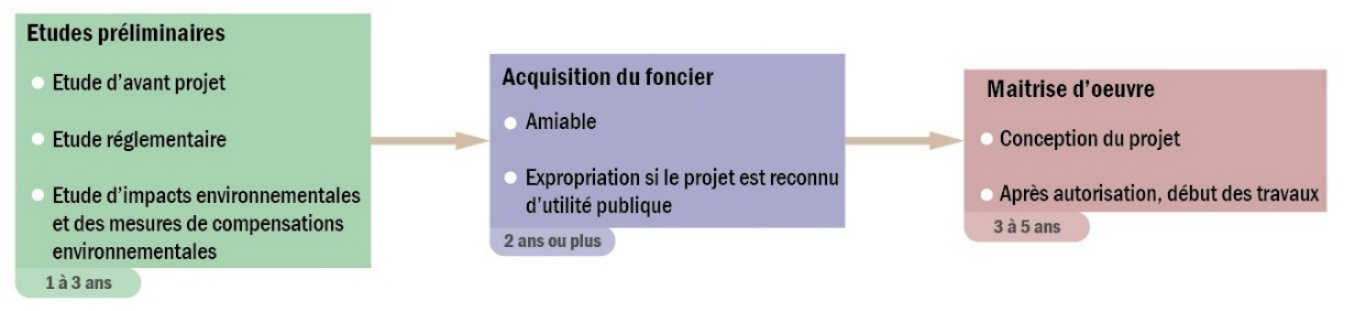 Etudes préliminaires
Etude d'avant projet
Etude réglementaire
Etude d'impacts environnementales
et des mesures de compensations
environnementales
1 à 3 ans
Acquisition du foncier
Amiable
Expropriation si le projet est reconnu
d'utilité publique
2 ans ou plus
Maitrise d'oeuvre
Conception du projet
Après autorisation, début des travaux
3 à 5 ans